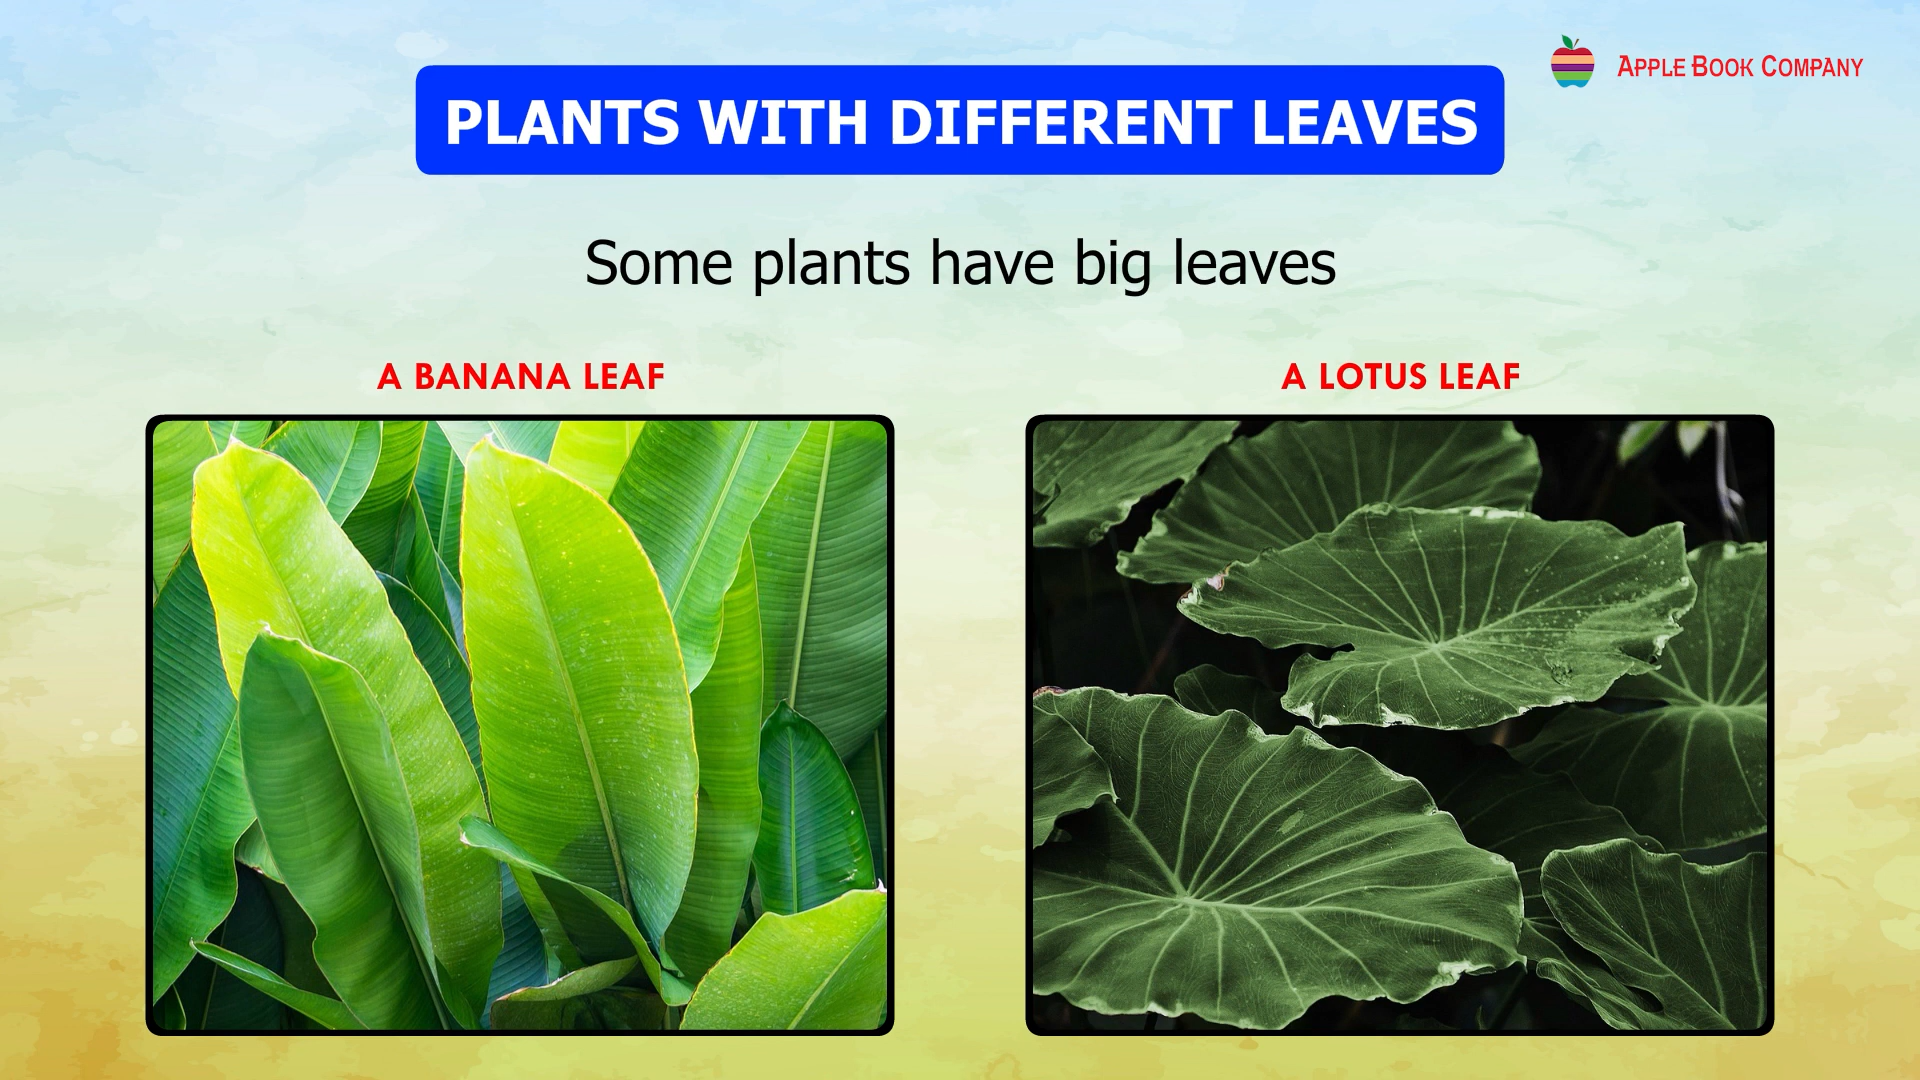 APPLE BOOK COMPANY
PLANTS WITH DIFFERENT LEAVES
Some plants have big leaves
A BANANA LEAF
A LOTUS LEAF